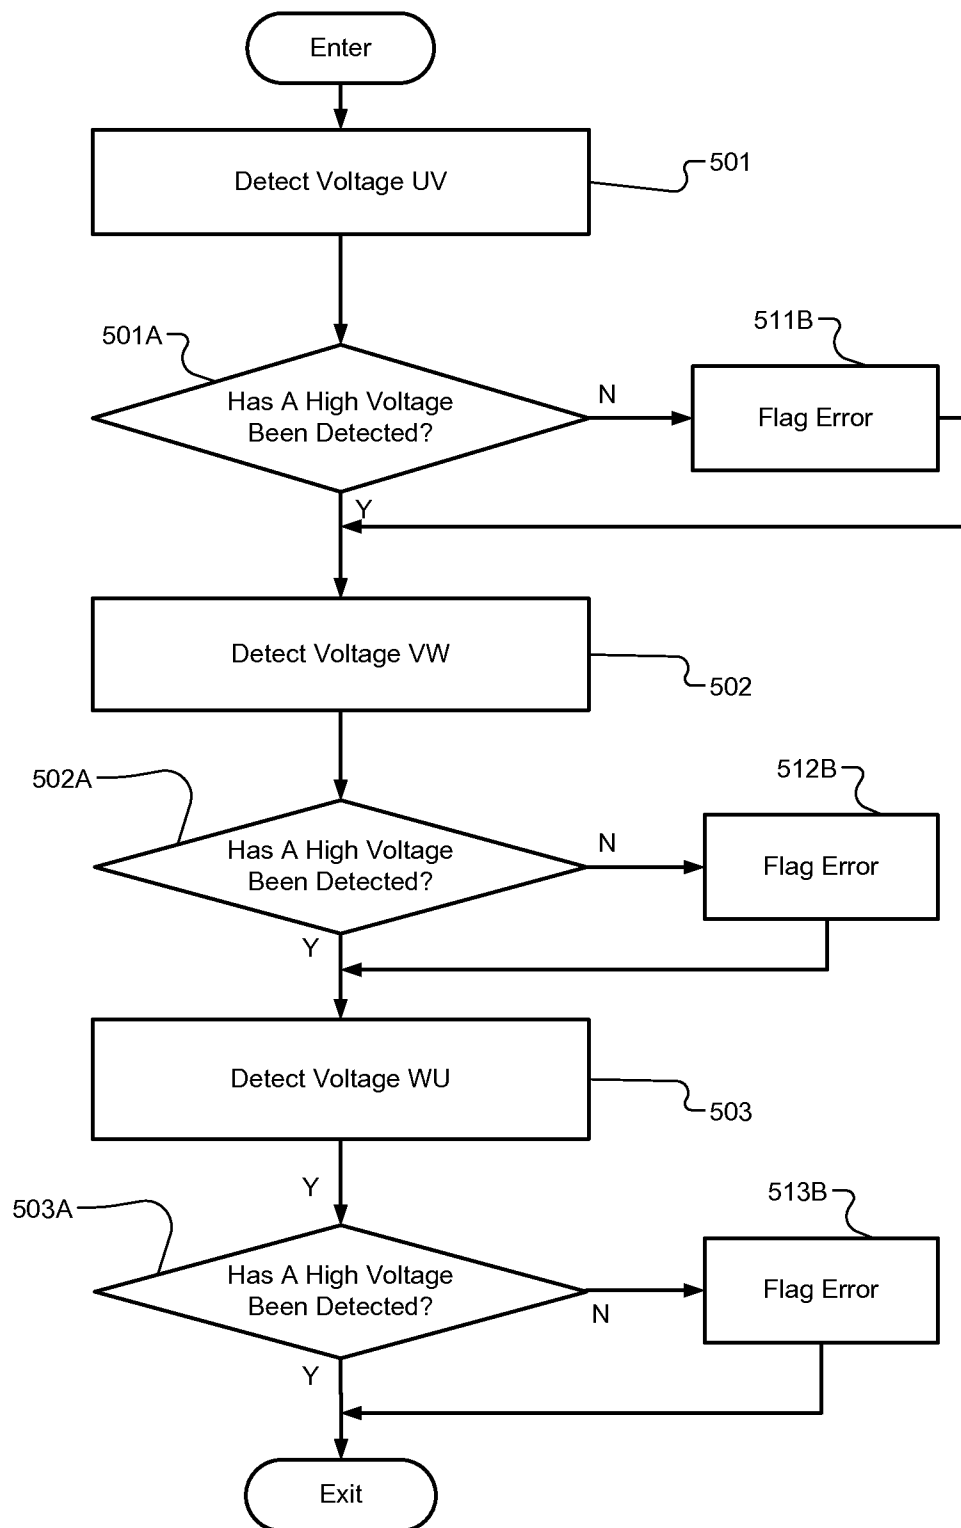 Enter
Detect Voltage UV
501
501A
Has A High Voltage
Been Detected?
N
511B
Flag Error
Y
Detect Voltage VW
502
502A
Has A High Voltage
Been Detected?
N
512B
Flag Error
Y
Detect Voltage WU
503
Y
503A
Has A High Voltage
Been Detected?
N
513B
Flag Error
Y
Exit